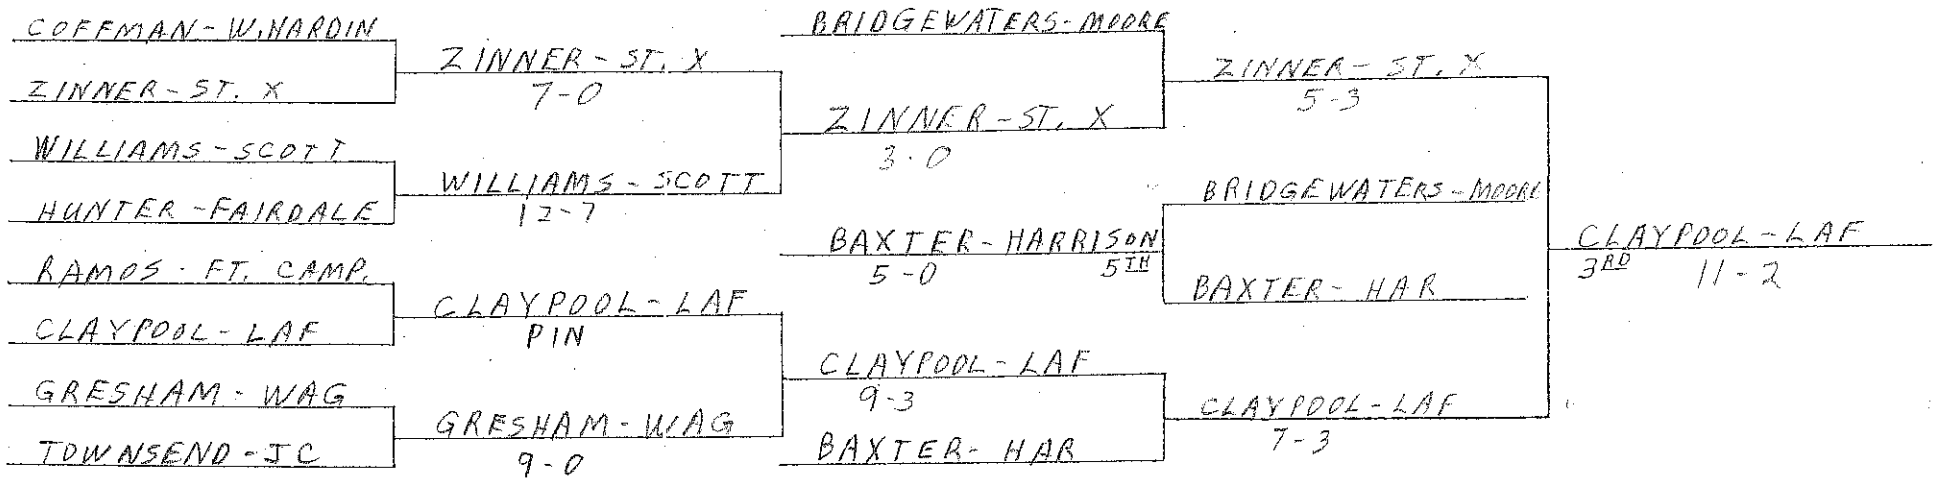 COFFMAN - W. HARDIN
ZINNER - ST. X
WILLIAMS - SCOTT
HUNTER - FAIRDALE
RAMOS - FT. CAMP.
CLAYPOOL - LAF
GRESHAM - WAG
TOWNSEND - JC
ZINNER - ST. X
7-0
WILLIAMS - SCOTT
12-7
CLAYPOOL - LAF
PIN
GRESHAM - WAG
9-0
BRIDGEWATERS - MOORE
ZINNER - ST. X
3-0
BAXTER - HARRISON
5-0 5TH
CLAYPOOL - LAF
9-3
BAXTER - HAR
ZINNER - ST. X
5-3
BRIDGEWATERS - MOORE
BAXTER - HAR
CLAYPOOL - LAF
7-3
CLAYPOOL - LAF
3RD 11-2